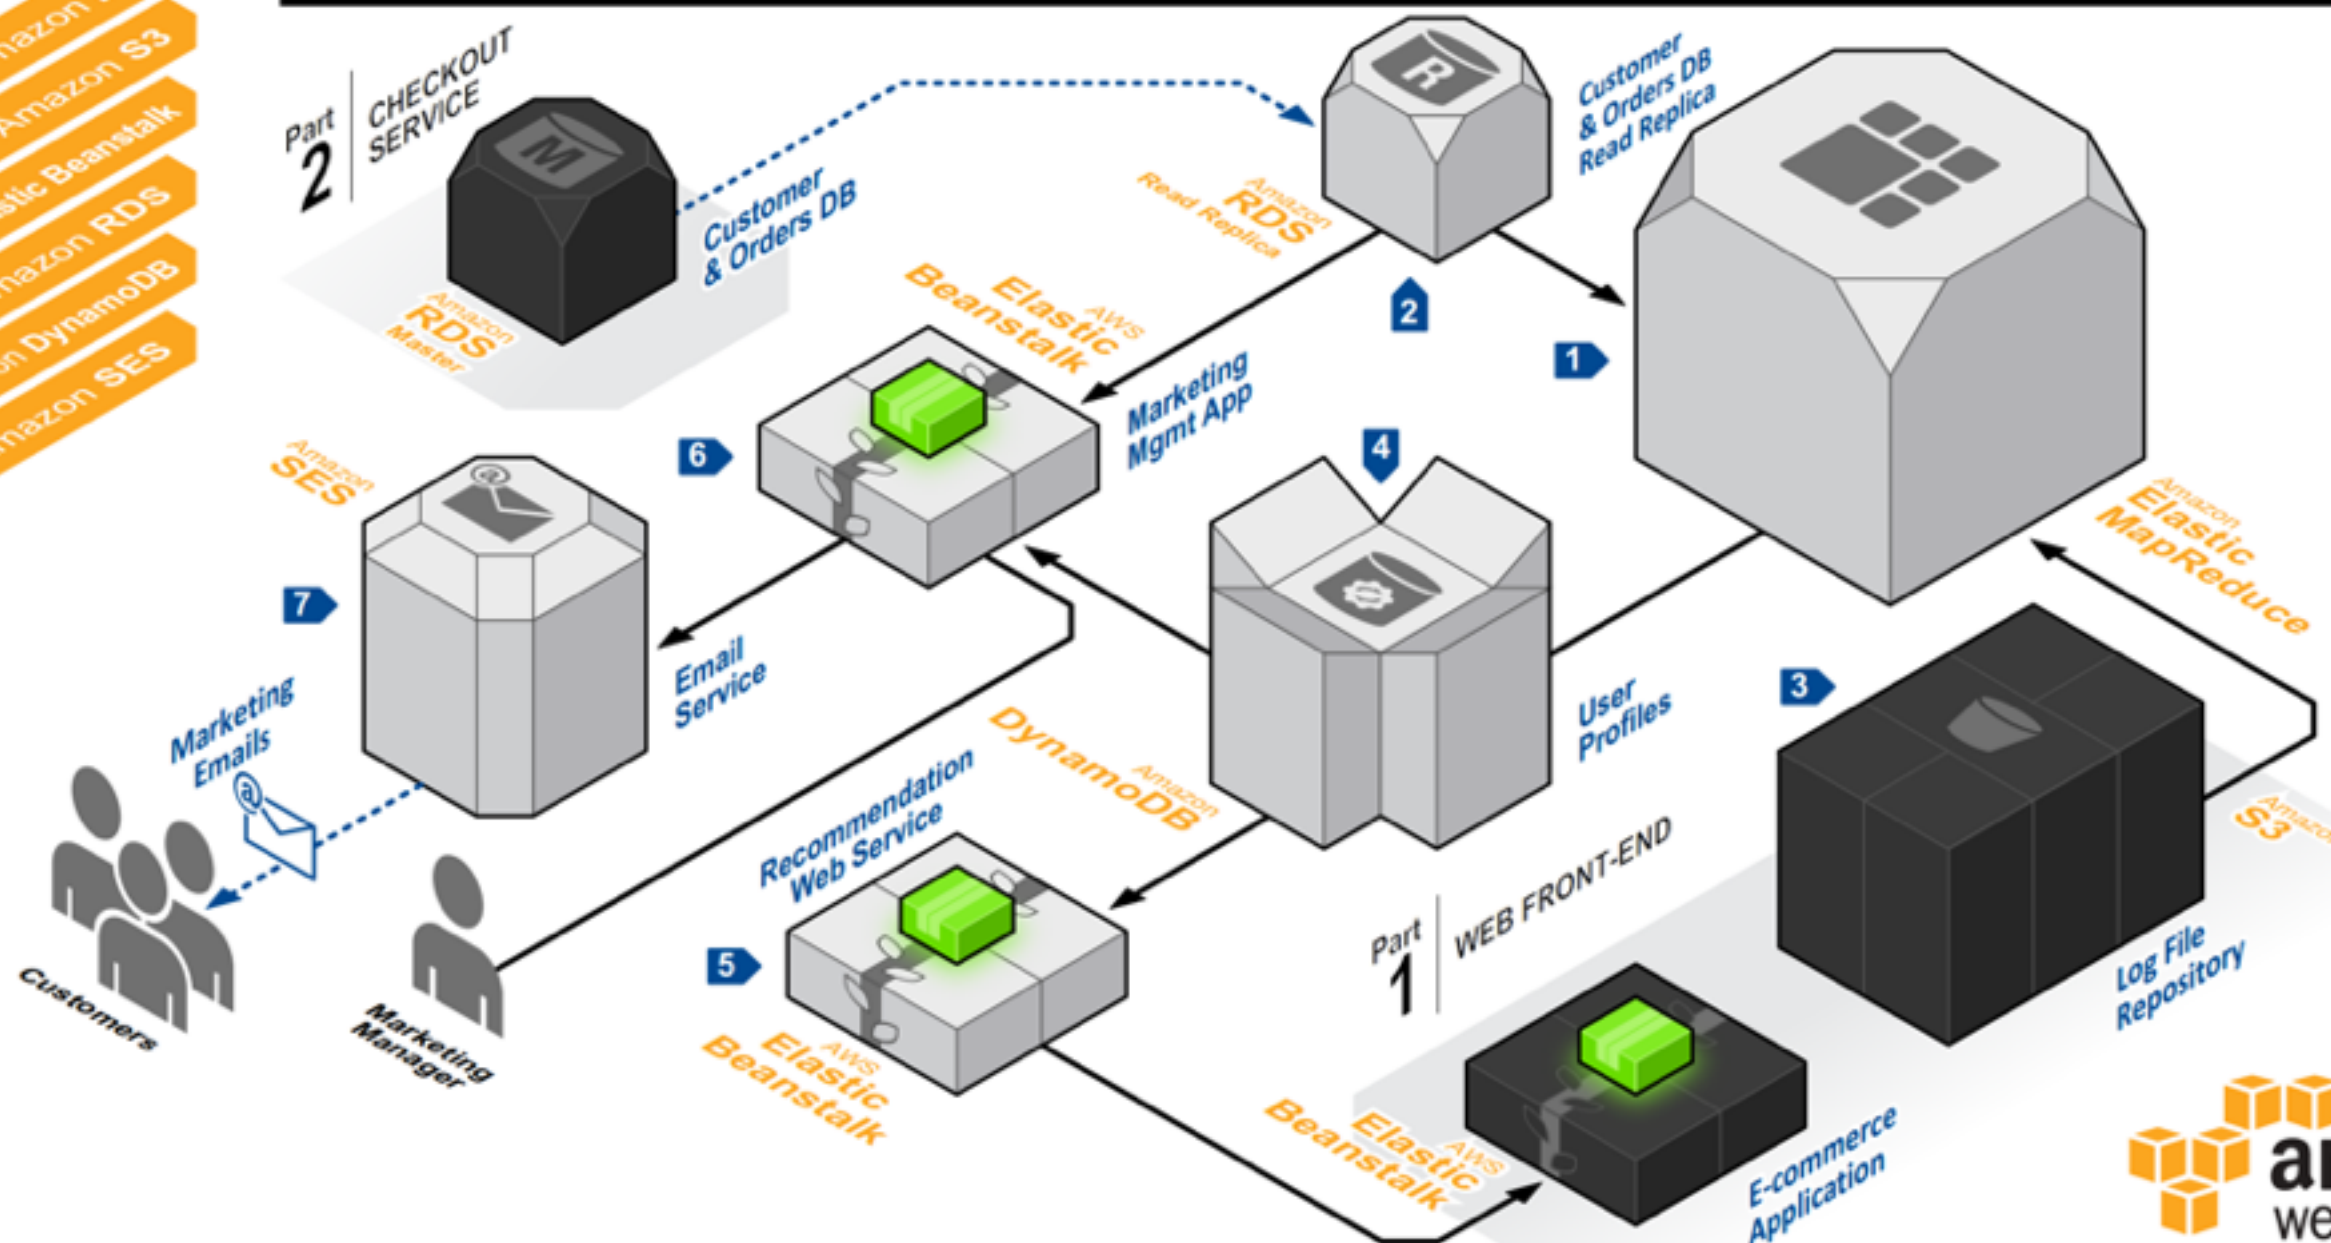 Amazon S3
Beanstalk
RDS
DynamoDB
SES
Part
2
CHECKOUT
SERVICE
M
Customer
& Orders DB
Amazon
RDS
Master
R
Customer
& Orders DB
Read Replica
Amazon
RDS
Read Replica
2
1
Amazon
Elastic
MapReduce
AWS
Elastic
Beanstalk
6
Marketing
Mgmt App
4
User
Profiles
Amazon
DynamoDB
3
Amazon
S3
Log File
Repository
Amazon
SES
7
@
Email
Service
Marketing
Emails
@
Customers
Marketing
Manager
Recommendation
Web Service
5
AWS
Elastic
Beanstalk
Part
1
WEB FRONT-END
AWS
Elastic
Beanstalk
E-commerce
Application